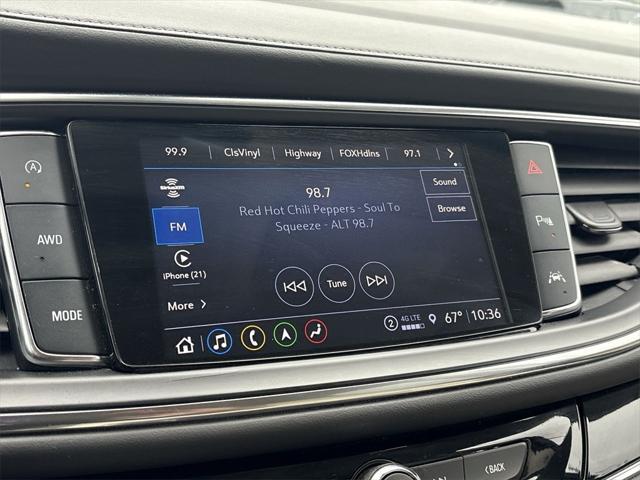 99.9 ClsVinyl Highway FOXHdlns 97.1
SiriusXM
98.7
Sound
Red Hot Chili Peppers - Soul To
Squeeze - ALT 98.7
Browse
FM
iPhone (21)
Tune
More
2 4G LTE 67° 10:36
A
AWD
MODE
P
<BACK